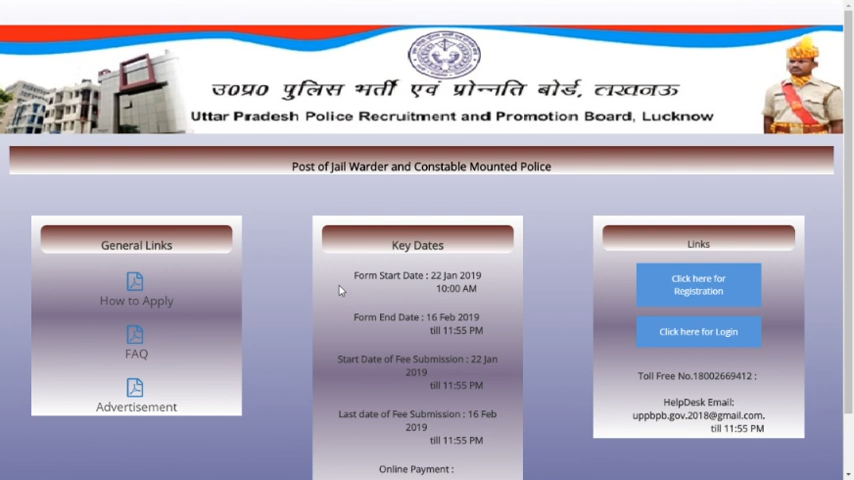 उ0प्र0 पुलिस भर्ती एवं प्रोन्नति बोर्ड, लखनऊ
Uttar Pradesh Police Recruitment and Promotion Board, Lucknow
Post of Jail Warder and Constable Mounted Police
General Links
How to Apply
FAQ
Advertisement
Key Dates
Form Start Date : 22 Jan 2019
10:00 AM
Form End Date : 16 Feb 2019
till 11:55 PM
Start Date of Fee Submission : 22 Jan
2019
till 11:55 PM
Last date of Fee Submission : 16 Feb
2019
till 11:55 PM
Online Payment :
Links
Click here for
Registration
Click here for Login
Toll Free No.18002669412 :
HelpDesk Email:
uppbpb.gov.2018@gmail.com,
till 11:55 PM